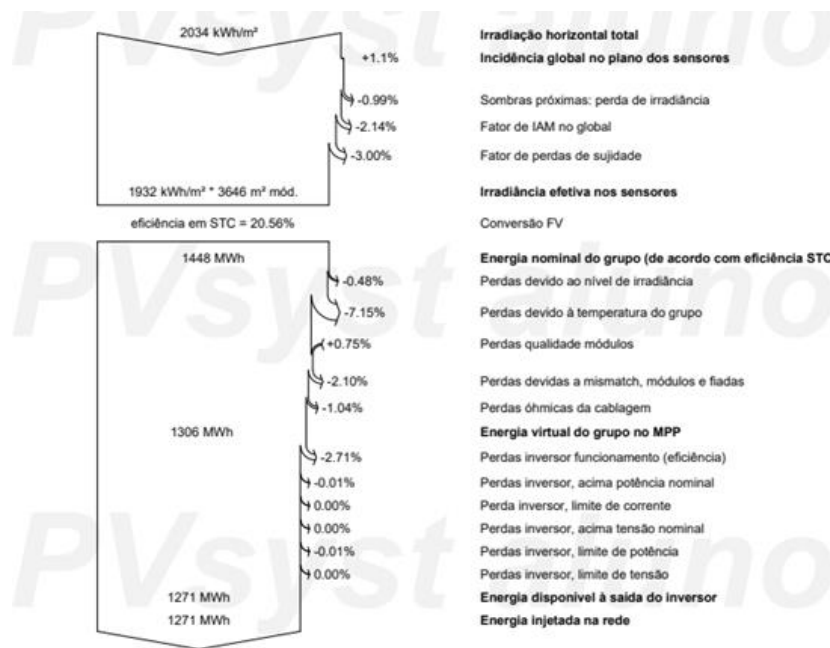 PVsyst aluno
2034 kWh/m² Irradiação horizontal total
+1.1% Incidência global no plano dos sensores
-0.99% Sombras próximas: perda de irradiância
-2.14% Fator de IAM no global
-3.00% Fator de perdas de sujidade
1932 kWh/m² * 3646 m² mód. Irradiância efetiva nos sensores
eficiência em STC = 20.56% Conversão FV
PVsyst aluno
1448 MWh Energia nominal do grupo (de acordo com eficiência STC
-0.48% Perdas devido ao nível de irradiância
-7.15% Perdas devido à temperatura do grupo
+0.75% Perdas qualidade módulos
-2.10% Perdas devidas a mismatch, módulos e fiadas
-1.04% Perdas óhmicas da cablagem
1306 MWh Energia virtual do grupo no MPP
-2.71% Perdas inversor funcionamento (eficiência)
-0.01% Perdas inversor, acima potência nominal
0.00% Perda inversor, limite de corrente
0.00% Perdas inversor, acima tensão nominal
-0.01% Perdas inversor, limite de potência
0.00% Perdas inversor, limite de tensão
PVsyst aluno
1271 MWh Energia disponível à saída do inversor
1271 MWh Energia injetada na rede